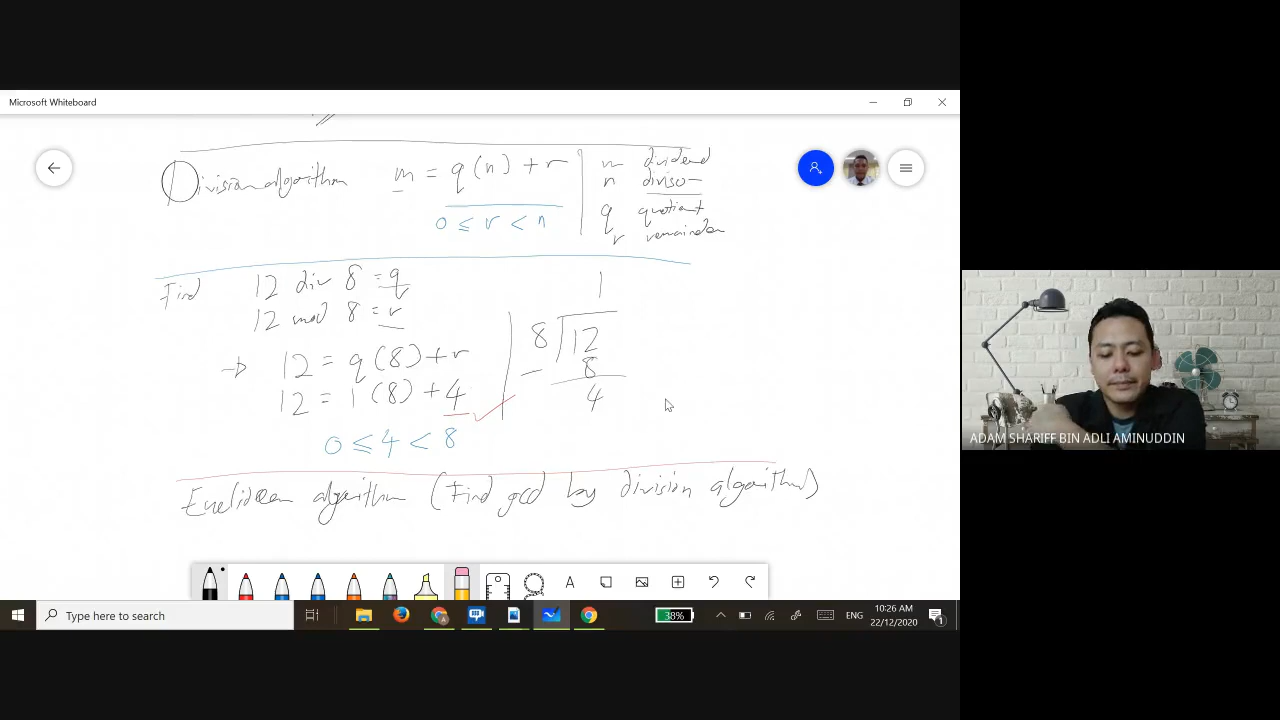 Microsoft Whiteboard
Division algorithm m = q(n) + r
0 ≤ r < n
m dividend
n divisor
q quotient
r remainder
Find 12 div 8 = q
12 mod 8 = r
→ 12 = q(8) + r
12 = 1(8) + 4 ✓
0 ≤ 4 < 8
1
8 12
− 8
4
Euclidean algorithm (Find gcd by division algorithm)
ADAM SHARIFF BIN ADLI AMINUDDIN
A
Type here to search
38%
ENG
10:26 AM
22/12/2020
1